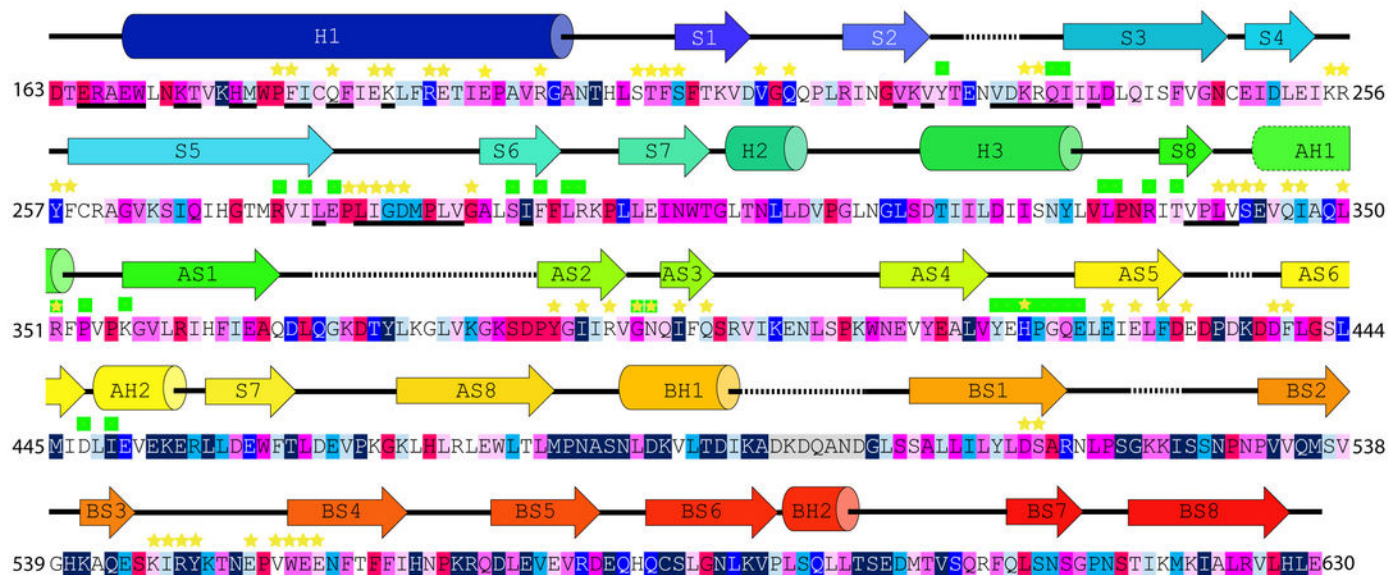 H1 S1 S2 S3 S4
163 DTERAEWLNKTVKHMWPFICQFIEKLFRETIEPAVRGANTHLSTFSFTKVDVGQQPLRINGVKVYTENVDKRQIILDLQISFVGNCEIDLEIKR 256
S5 S6 S7 H2 H3 S8 AH1
257 YFCRAGVKSIQIHGTMRVILEPLIGDMPLVGALSIFFLRKPLLEINWTGLTNLLDVPGLNGLSDTIILDIISNYLVLPNRITVPLVSEVQIAQL 350
AS1 AS2 AS3 AS4 AS5 AS6
351 RFPVPKGVLRIHFIEAQDLQGKDTYLKGLVKGKSDPYGIIRVGNQIFQSRVIKENLSPKWNEVYEALVYEHPGQELEIELFDEDPDKDDFLGSL 444
AH2 S7 AS8 BH1 BS1 BS2
445 MIDLIEVEKERLLDEWFTLDEVPKGKLHLRLEWLTLMPNASNLDKVLTDIKADKDQANDGLSSALLILYLDSARNLPSGKKISSNPNPVVQMSV 538
BS3 BS4 BS5 BS6 BH2 BS7 BS8
539 GHKAQESKIRYKTNEPVWEENFTFFIHNPKRQDLEVEVRDEQHQCSLGNLKVPLSQLLTSEDMTVSQRFQLSNSGPNSTIKMKIALRVLHLE 630